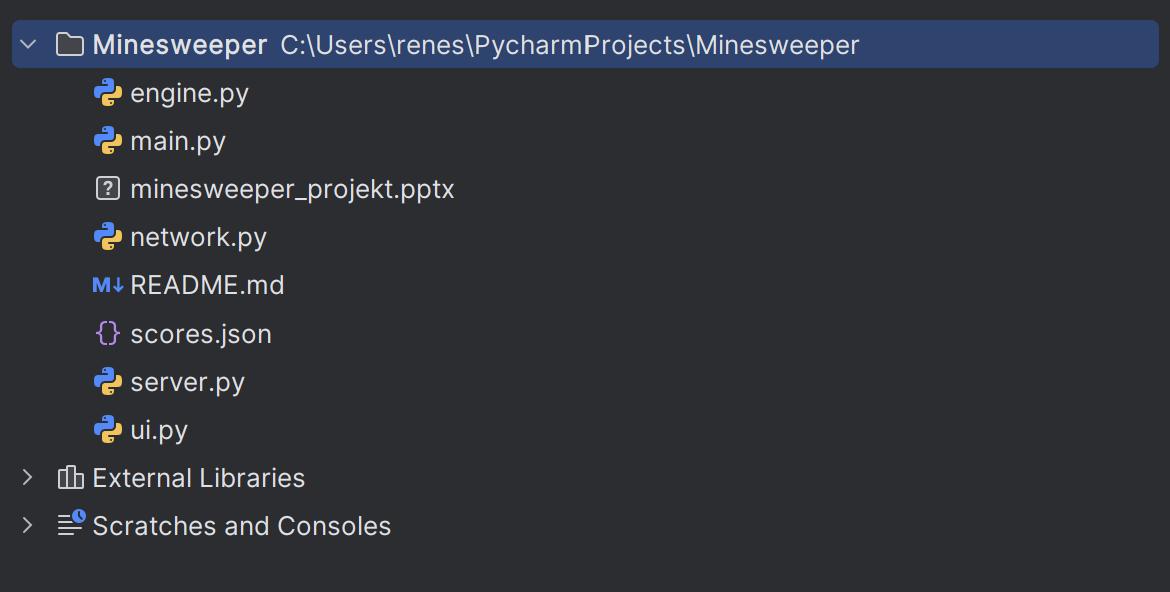 Minesweeper C:\Users\renes\PycharmProjects\Minesweeper
engine.py
main.py
? minesweeper_projekt.pptx
network.py
M↓ README.md
{} scores.json
server.py
ui.py
External Libraries
Scratches and Consoles